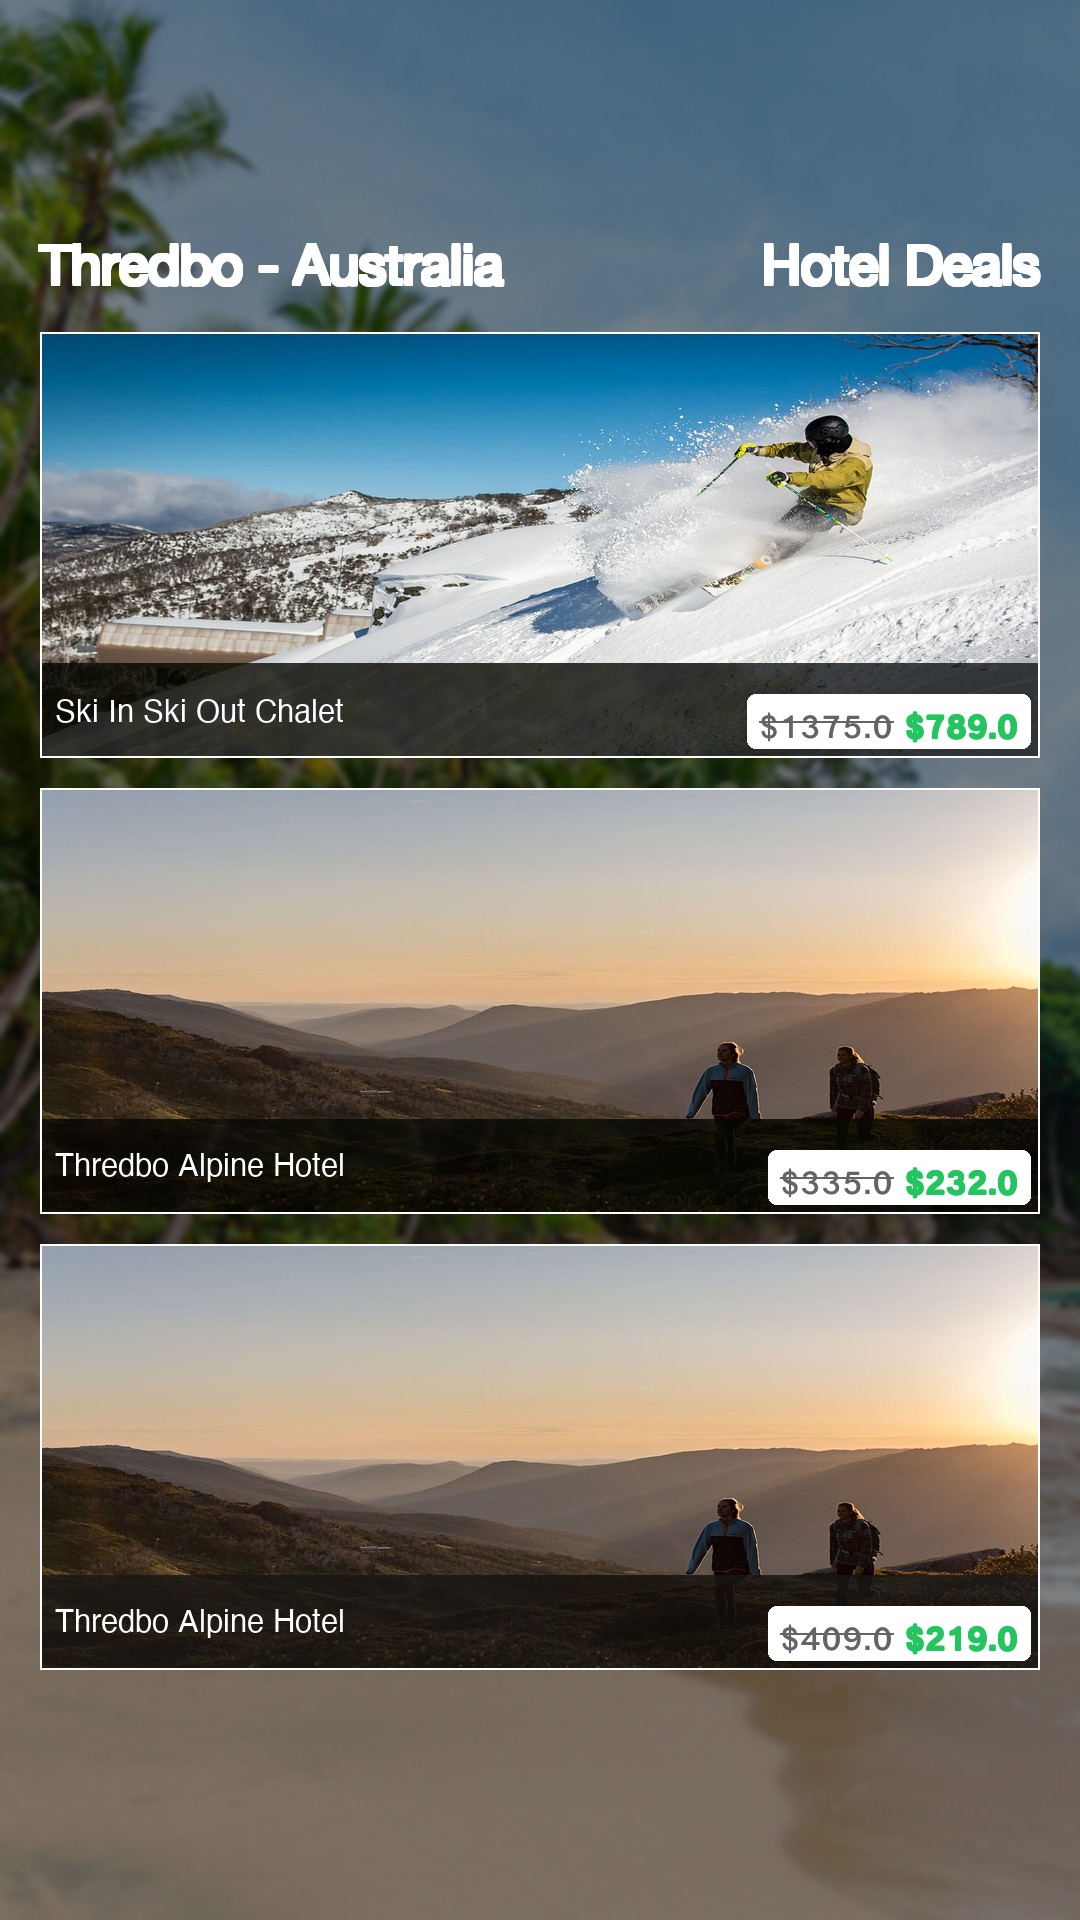 Thredbo - Australia Hotel Deals
Ski In Ski Out Chalet
$1375.0 $789.0
Thredbo Alpine Hotel
$335.0 $232.0
Thredbo Alpine Hotel
$409.0 $219.0